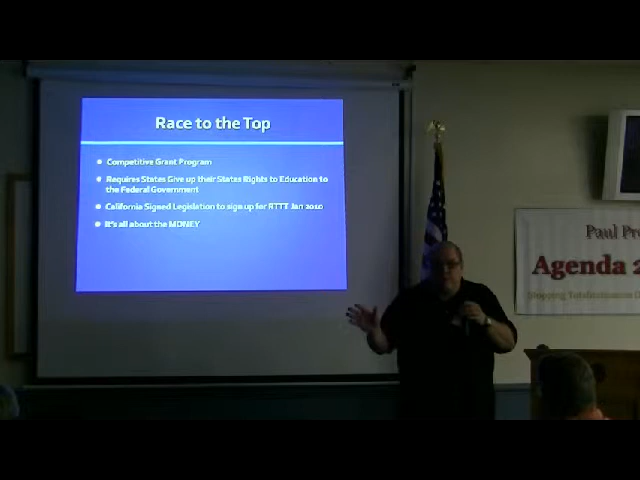 Race to the Top
Competitive Grant Program
Requires States Give up their States Rights to Education to
the Federal Government
California Signed Legislation to sign up for RTTT Jan 2010
It's all about the MONEY
Paul Pre
Agenda 2
Stopping Totalitarianism